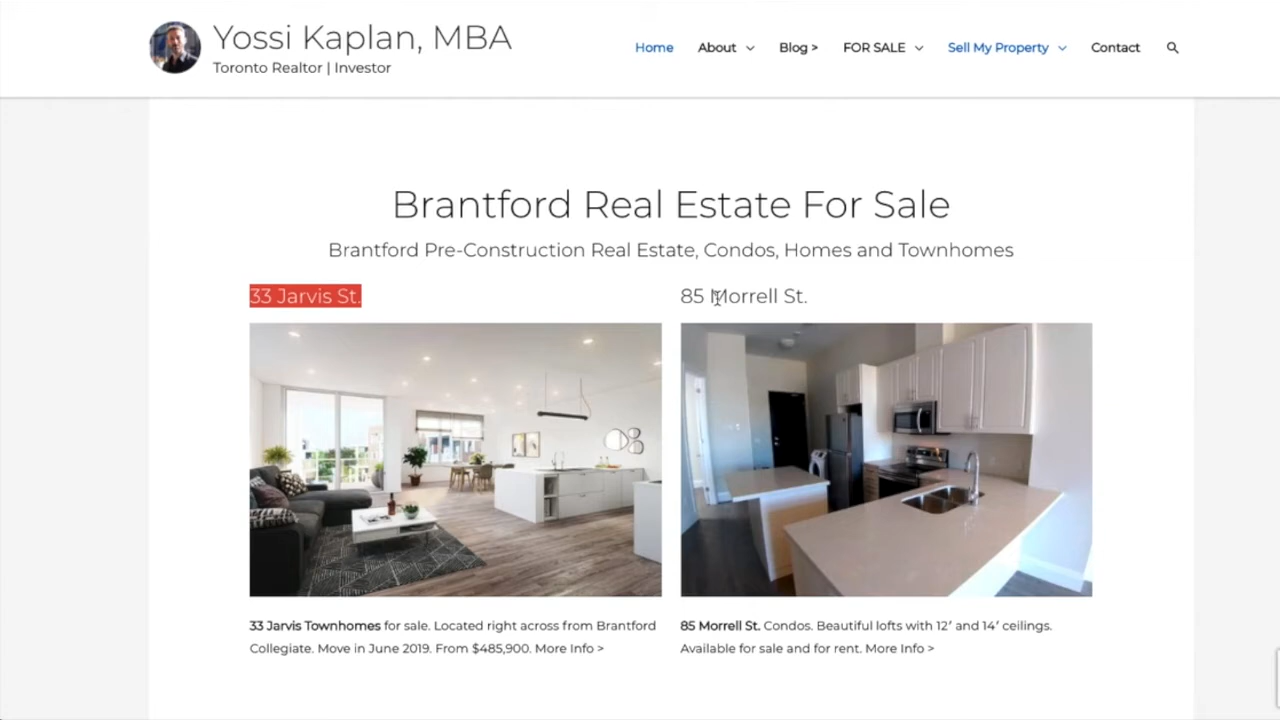 Yossi Kaplan, MBA
Toronto Realtor | Investor
Home About Blog > FOR SALE Sell My Property Contact
Brantford Real Estate For Sale
Brantford Pre-Construction Real Estate, Condos, Homes and Townhomes
33 Jarvis St.
85 Morrell St.
33 Jarvis Townhomes for sale. Located right across from Brantford
Collegiate. Move in June 2019. From $485,900. More Info >
85 Morrell St. Condos. Beautiful lofts with 12′ and 14′ ceilings.
Available for sale and for rent. More Info >